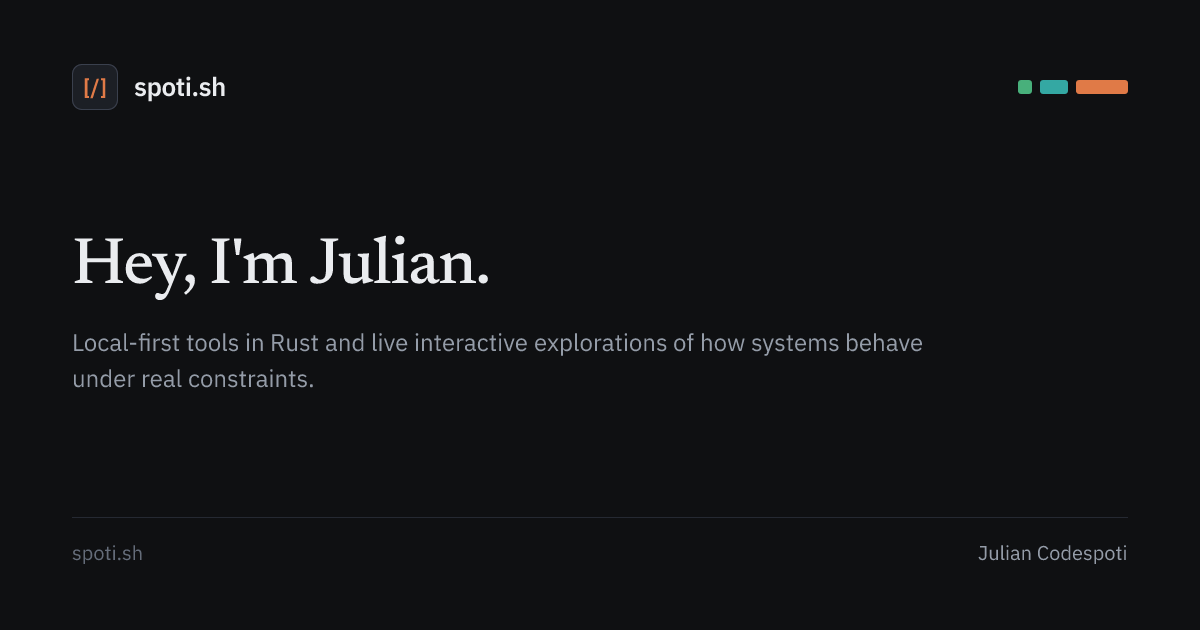 [/] spoti.sh
Hey, I'm Julian.
Local-first tools in Rust and live interactive explorations of how systems behave
under real constraints.
spoti.sh
Julian Codespoti